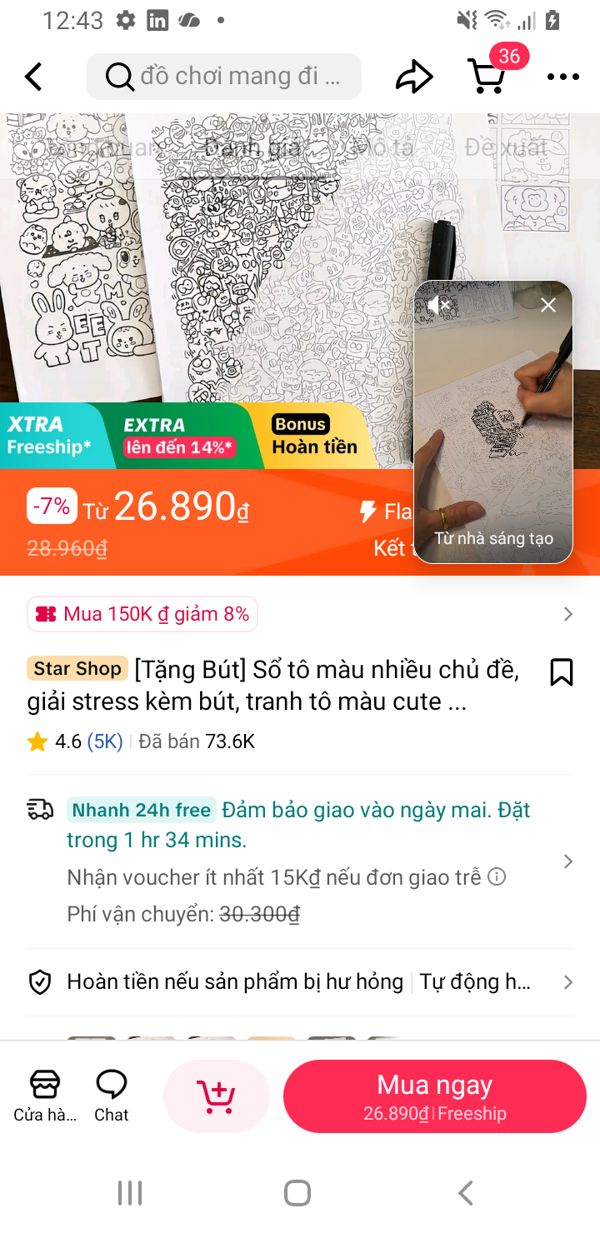 12:43
36
đồ chơi mang đi ...
Đánh giá
Mô tả
Đề xuất
MEET
XTRA
Freeship*
EXTRA
lên đến 14%*
Bonus
Hoàn tiền
-7% Từ 26.890₫
28.960₫
Fla
Kết
Từ nhà sáng tạo
Mua 150K ₫ giảm 8%
Star Shop [Tặng Bút] Sổ tô màu nhiều chủ đề,
giải stress kèm bút, tranh tô màu cute ...
4.6 (5K) Đã bán 73.6K
Nhanh 24h free Đảm bảo giao vào ngày mai. Đặt
trong 1 hr 34 mins.
Nhận voucher ít nhất 15K₫ nếu đơn giao trễ
Phí vận chuyển: 30.300₫
Hoàn tiền nếu sản phẩm bị hư hỏng Tự động h...
Cửa hà...
Chat
Mua ngay
26.890₫ Freeship